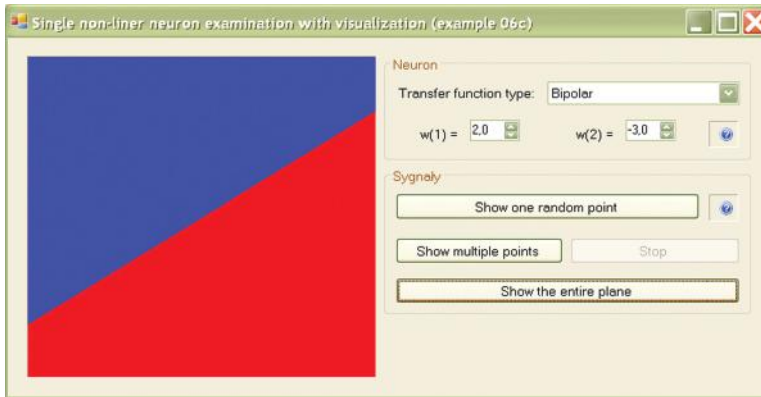 Single non-liner neuron examination with visualization (example 06c)
Neuron
Transfer function type: Bipolar
w(1) = 2,0 w(2) = -3,0
Sygnały
Show one random point
Show multiple points Stop
Show the entire plane